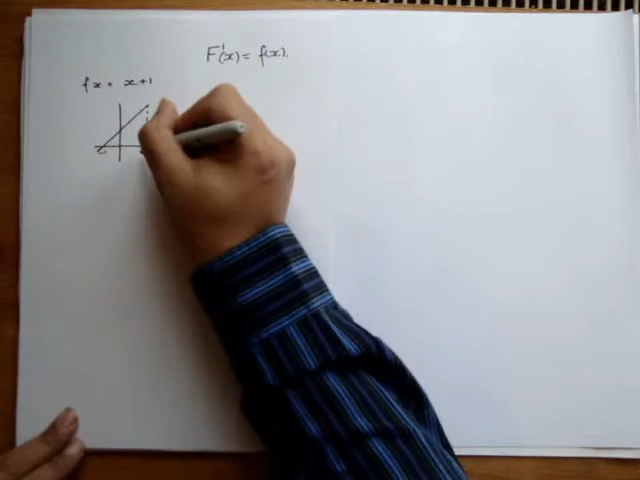 F'(x) = f(x).
f x = x+1